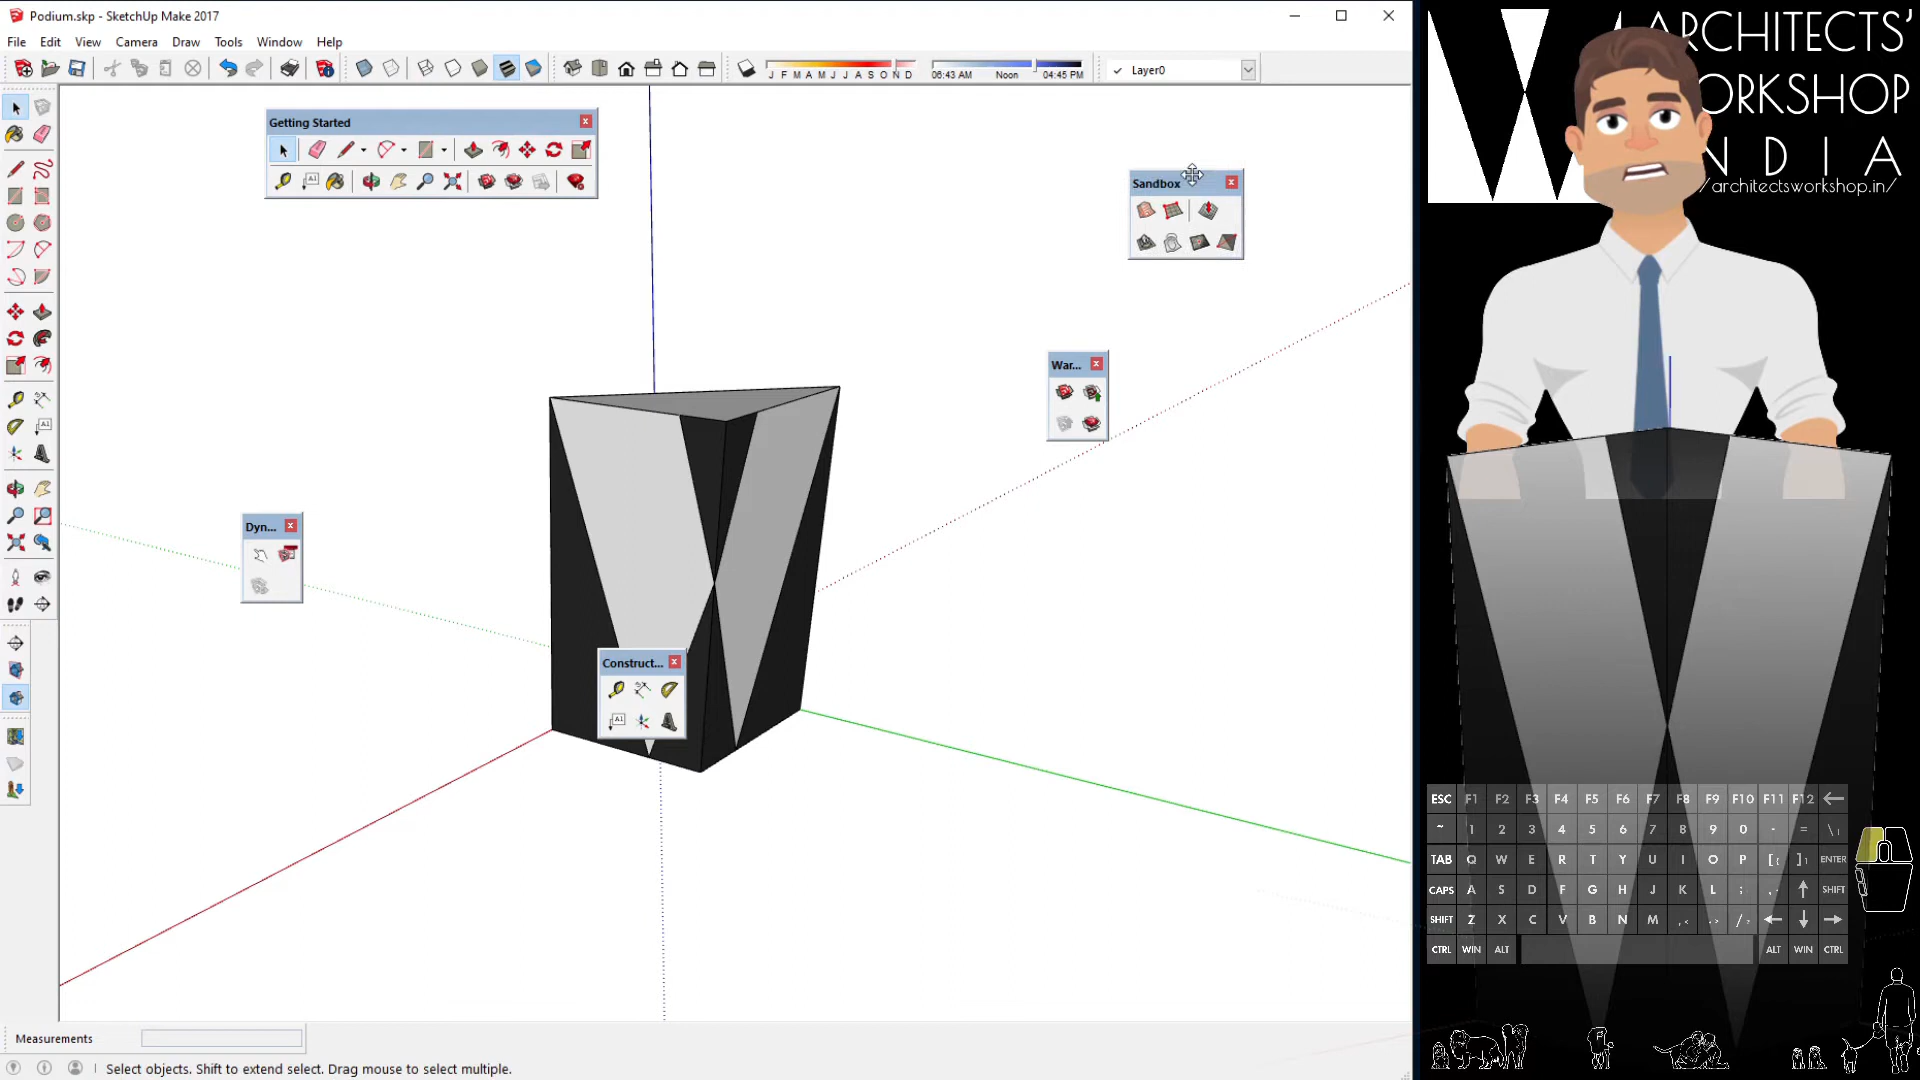 Podium.skp - SketchUp Make 2017
File Edit View Camera Draw Tools Window Help
J F M A M J J A S O N D
06:43 AM Noon 04:45 PM
Layer0
Getting Started
Sandbox
War...
Dyn...
Construct...
Measurements
Select objects. Shift to extend select. Drag mouse to select multiple.
ARCHITECTS'
ORKSHOP
N D I A
/architectsworkshop.in/
ESC F1 F2 F3 F4 F5 F6 F7 F8 F9 F10 F11 F12
~ 1 2 3 4 5 6 7 8 9 0 - = \
TAB Q W E R T Y U I O P [ { ] } ENTER
CAPS A S D F G H J K L ; SHIFT
SHIFT Z X C V B N M , < . > / ?
CTRL WIN ALT ALT WIN CTRL